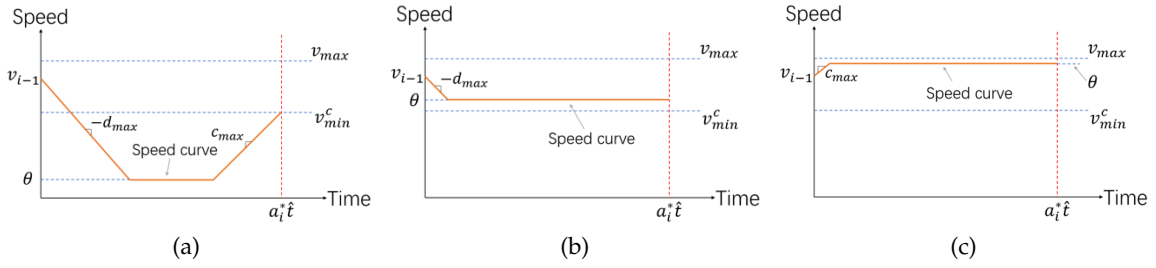 Speed
v_max
v_{i-1}
-d_max
c_max
v^c_min
Speed curve
θ
Time
a^*_i t̂
(a)
Speed
v_max
v_{i-1}
-d_max
θ
v^c_min
Speed curve
Time
a^*_i t̂
(b)
Speed
v_max
v_{i-1}
c_max
θ
Speed curve
v^c_min
Time
a^*_i t̂
(c)